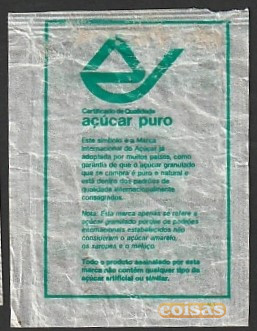 Certificado de Qualidade
açúcar puro
Este símbolo é a Marca
Internacional do Açúcar já
adoptada por muitos países, como
garantia de que o açúcar granulado
que se compra é puro e natural e
está dentro dos padrões de
qualidade internacionalmente
consagrados.
Nota: Esta marca apenas se refere a
açúcar granulado porque os padrões
internacionais estabelecidos não
o açúcar amarelo,
os xaropes e o melaço.
Todo o produto assinalado por esta
marca não contém qualquer tipo de
açúcar artificial ou similar.
coisas